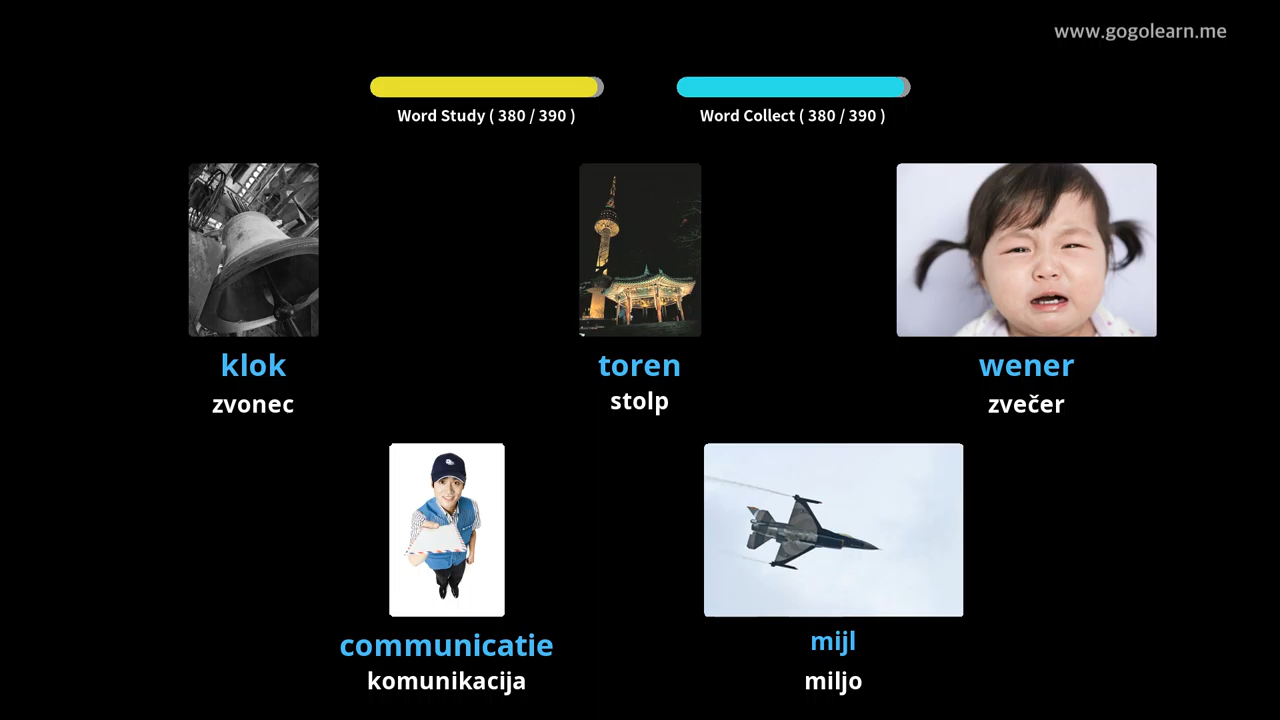 www.gogolearn.me
Word Study ( 380 / 390 )
Word Collect ( 380 / 390 )
klok
toren
wener
zvonec
stolp
zvečer
communicatie
mijl
komunikacija
miljo